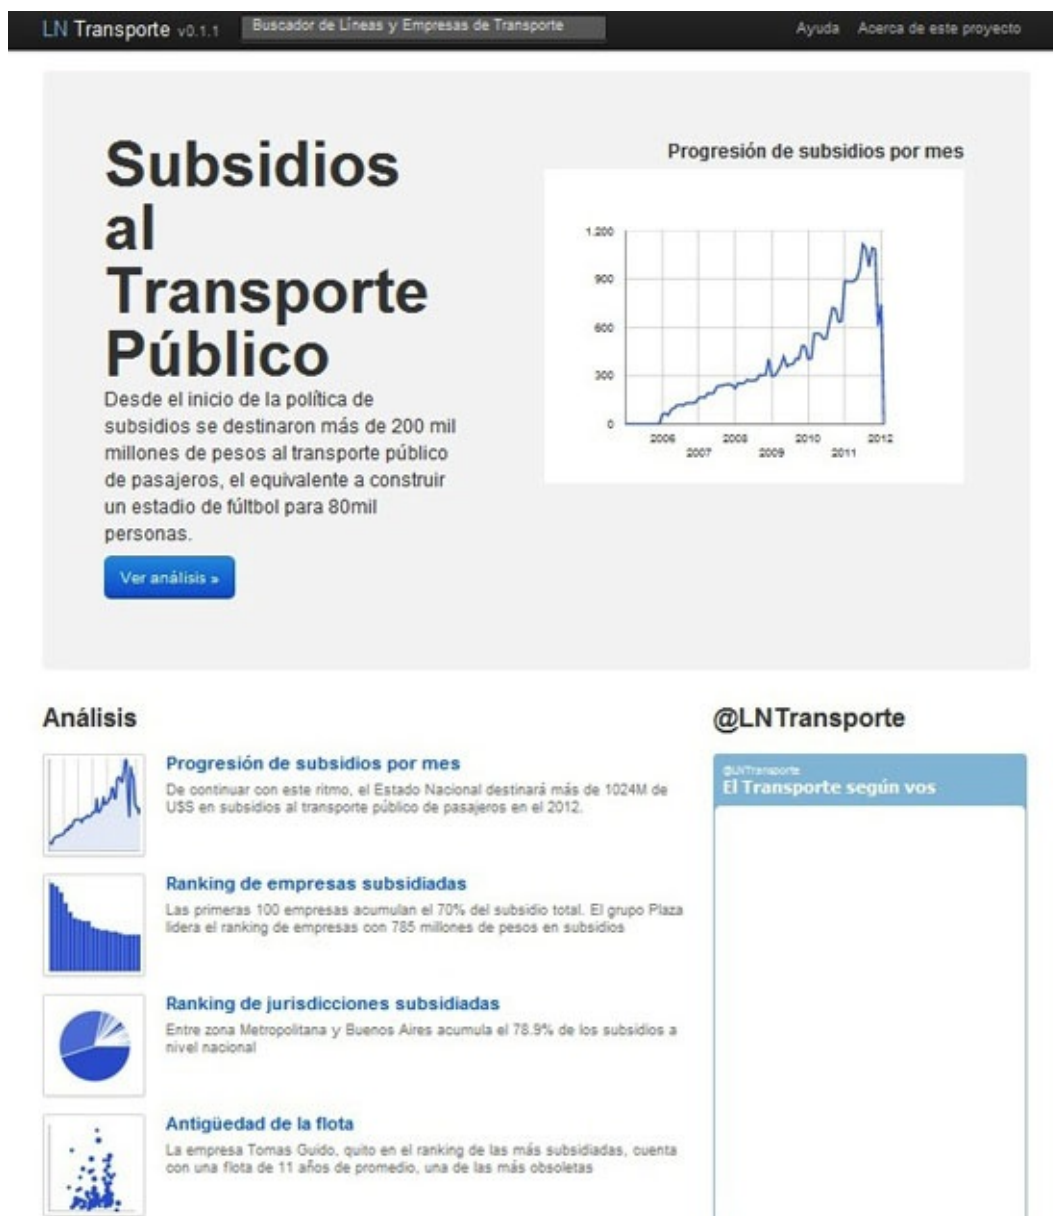 LN Transporte v0.1.1
Buscador de Líneas y Empresas de Transporte
Ayuda
Acerca de este proyecto
Subsidios
al
Transporte
Público
Desde el inicio de la política de
subsidios se destinaron más de 200 mil
millones de pesos al transporte público
de pasajeros, el equivalente a construir
un estadio de fúltbol para 80mil
personas.
Ver análisis »
Progresión de subsidios por mes
1.200
900
600
300
0
2006
2008
2010
2012
2007
2009
2011
Análisis
Progresión de subsidios por mes
De continuar con este ritmo, el Estado Nacional destinará más de 1024M de
U$S en subsidios al transporte público de pasajeros en el 2012.
Ranking de empresas subsidiadas
Las primeras 100 empresas acumulan el 70% del subsidio total. El grupo Plaza
lidera el ranking de empresas con 785 millones de pesos en subsidios
Ranking de jurisdicciones subsidiadas
Entre zona Metropolitana y Buenos Aires acumula el 78.9% de los subsidios a
nivel nacional
Antigüedad de la flota
La empresa Tomas Guido, quito en el ranking de las más subsidiadas, cuenta
con una flota de 11 años de promedio, una de las más obsoletas
@LNTransporte
@LNTransporte
El Transporte según vos